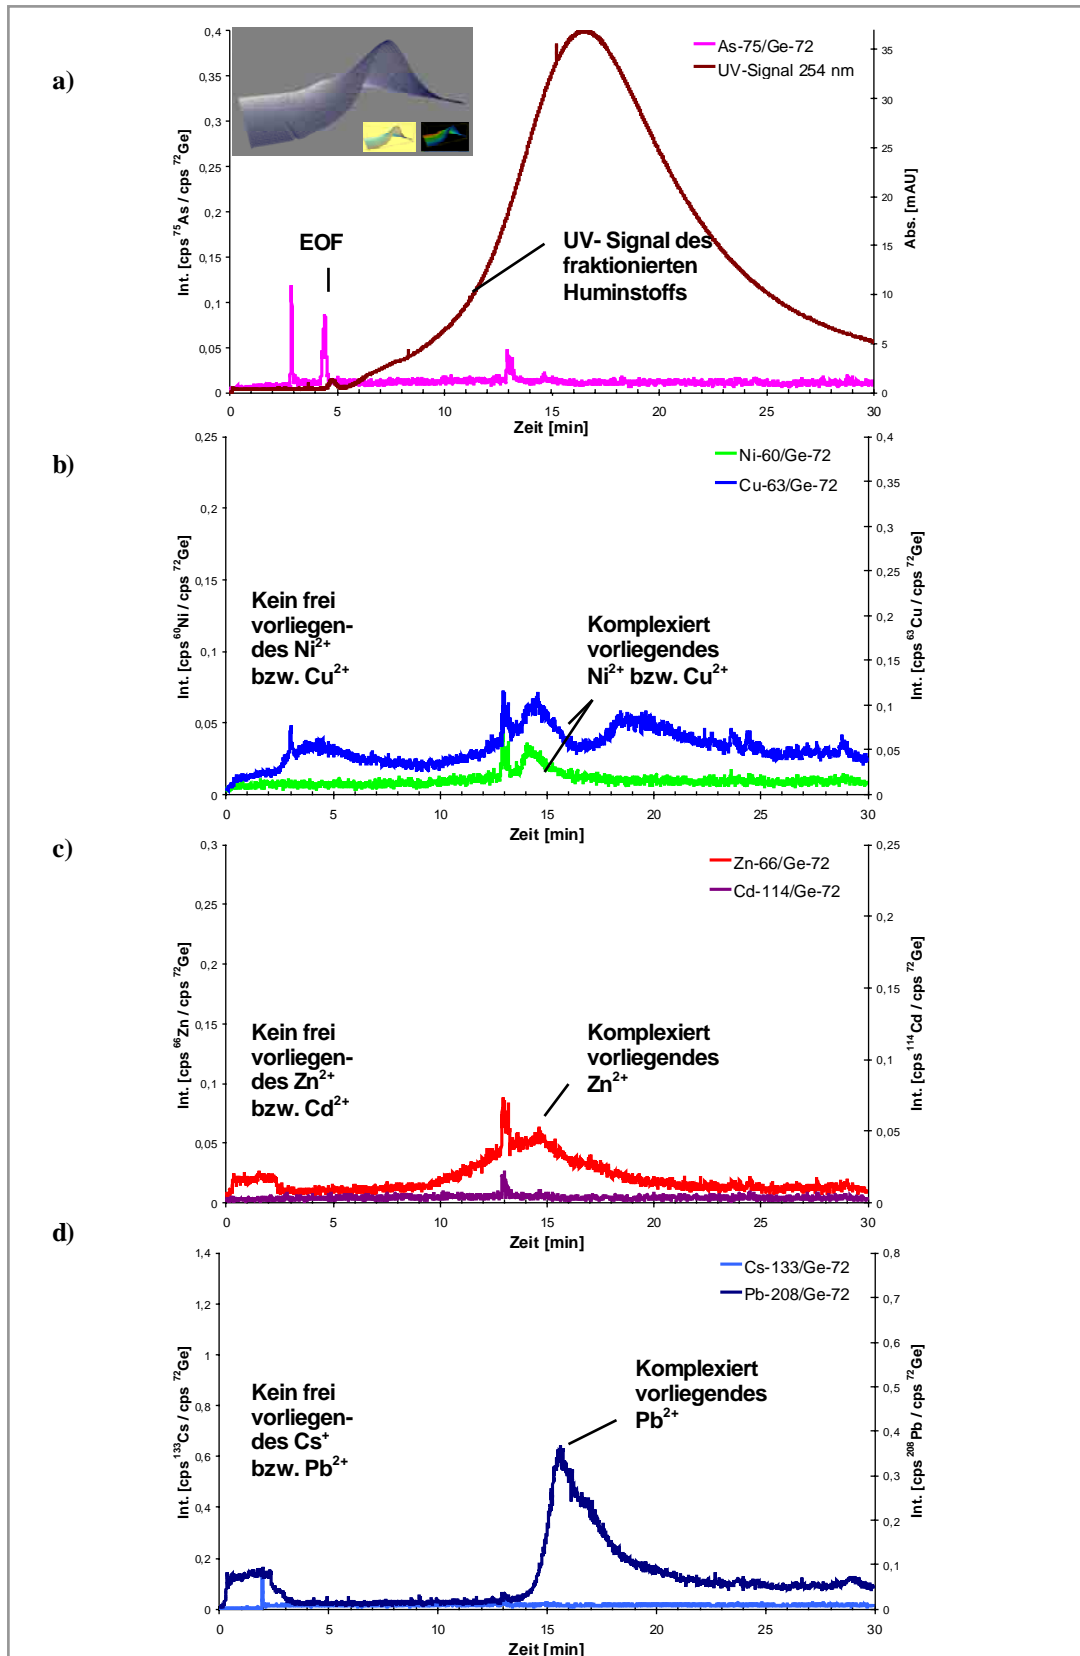 a)
As-75/Ge-72
UV-Signal 254 nm
EOF
UV- Signal des
fraktionierten
Huminstoffs
Int. [cps ⁷⁵As / cps ⁷²Ge]
0,4
0,35
0,3
0,25
0,2
0,15
0,1
0,05
0
Abs. [mAU]
35
30
25
20
15
10
5
0
0 5 10 15 20 25 30
Zeit [min]
b)
Ni-60/Ge-72
Cu-63/Ge-72
Kein frei
vorliegen-
des Ni²⁺
bzw. Cu²⁺
Komplexiert
vorliegendes
Ni²⁺ bzw. Cu²⁺
Int. [cps ⁶⁰Ni / cps ⁷²Ge]
0,25
0,2
0,15
0,1
0,05
0
Int. [cps ⁶³Cu / cps ⁷²Ge]
0,4
0,35
0,3
0,25
0,2
0,15
0,1
0,05
0
0 5 10 15 20 25 30
Zeit [min]
c)
Zn-66/Ge-72
Cd-114/Ge-72
Kein frei
vorliegen-
des Zn²⁺
bzw. Cd²⁺
Komplexiert
vorliegendes
Zn²⁺
Int. [cps ⁶⁶Zn / cps ⁷²Ge]
0,3
0,25
0,2
0,15
0,1
0,05
0
Int. [cps ¹¹⁴Cd / cps ⁷²Ge]
0,25
0,2
0,15
0,1
0,05
0
0 5 10 15 20 25 30
Zeit [min]
d)
Cs-133/Ge-72
Pb-208/Ge-72
Kein frei
vorliegen-
des Cs⁺
bzw. Pb²⁺
Komplexiert
vorliegendes
Pb²⁺
Int. [cps ¹³³Cs / cps ⁷²Ge]
1,4
1,2
1
0,8
0,6
0,4
0,2
0
Int. [cps ²⁰⁸Pb / cps ⁷²Ge]
0,8
0,7
0,6
0,5
0,4
0,3
0,2
0,1
0
0 5 10 15 20 25 30
Zeit [min]